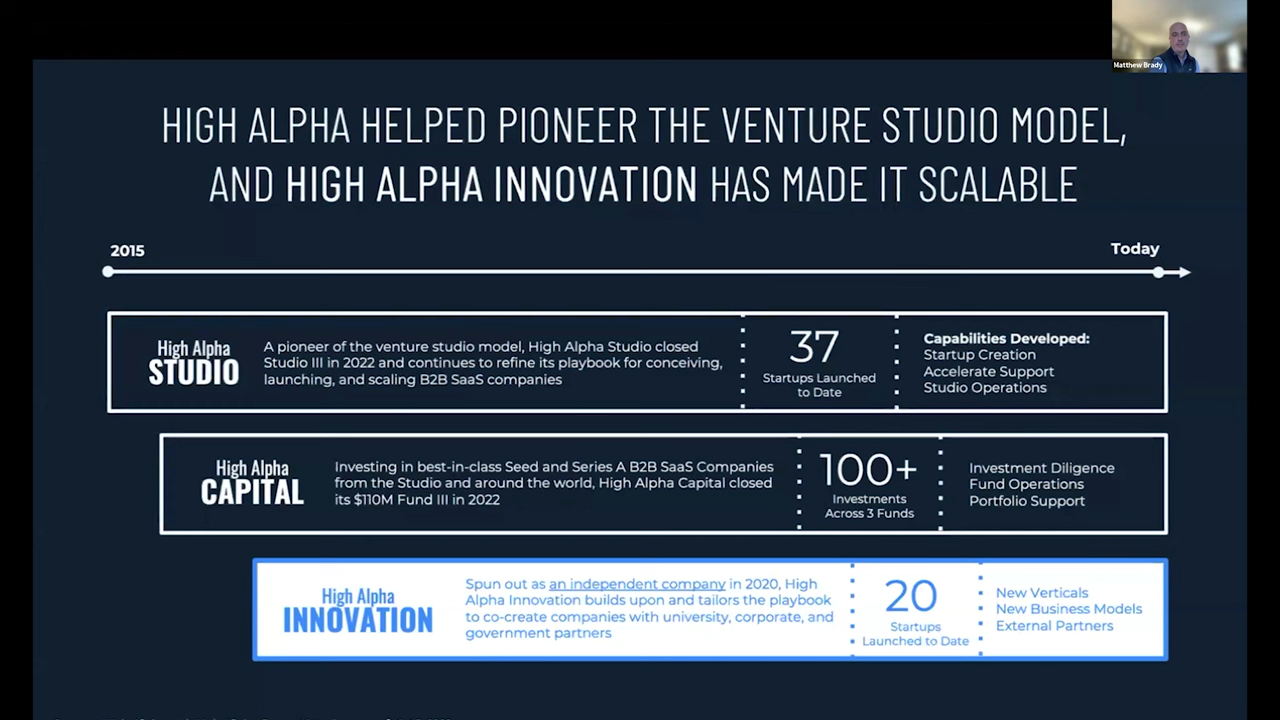 Matthew Brady
HIGH ALPHA HELPED PIONEER THE VENTURE STUDIO MODEL,
AND HIGH ALPHA INNOVATION HAS MADE IT SCALABLE
2015
Today
High Alpha
STUDIO
A pioneer of the venture studio model, High Alpha Studio closed
Studio III in 2022 and continues to refine its playbook for conceiving,
launching, and scaling B2B SaaS companies
37
Startups Launched
to Date
Capabilities Developed:
Startup Creation
Accelerate Support
Studio Operations
High Alpha
CAPITAL
Investing in best-in-class Seed and Series A B2B SaaS Companies
from the Studio and around the world, High Alpha Capital closed
its $110M Fund III in 2022
100+
Investments
Across 3 Funds
Investment Diligence
Fund Operations
Portfolio Support
High Alpha
INNOVATION
Spun out as an independent company in 2020, High
Alpha Innovation builds upon and tailors the playbook
to co-create companies with university, corporate, and
government partners
20
Startups
Launched to Date
New Verticals
New Business Models
External Partners